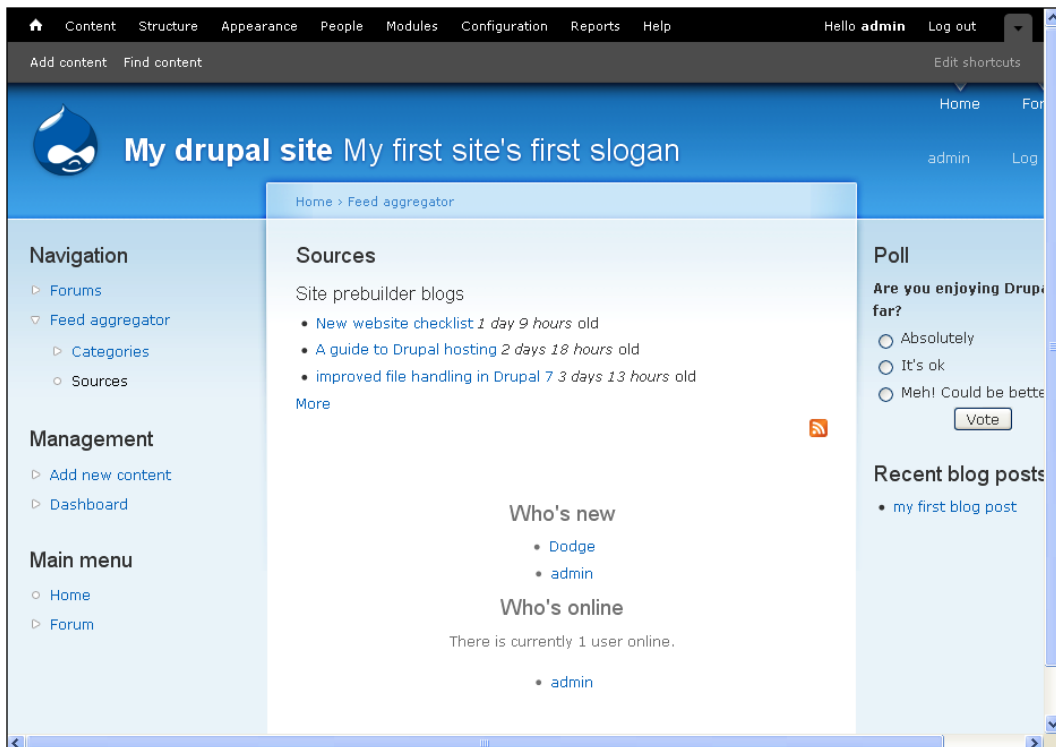 Content Structure Appearance People Modules Configuration Reports Help Hello admin Log out
Add content Find content Edit shortcuts
Home For
My drupal site My first site's first slogan
admin Log
Home › Feed aggregator
Navigation
Forums
Feed aggregator
Categories
Sources
Management
Add new content
Dashboard
Main menu
Home
Forum
Sources
Site prebuilder blogs
New website checklist 1 day 9 hours old
A guide to Drupal hosting 2 days 18 hours old
improved file handling in Drupal 7 3 days 13 hours old
More
Who's new
Dodge
admin
Who's online
There is currently 1 user online.
admin
Poll
Are you enjoying Drupa
far?
Absolutely
It's ok
Meh! Could be bette
Vote
Recent blog posts
my first blog post